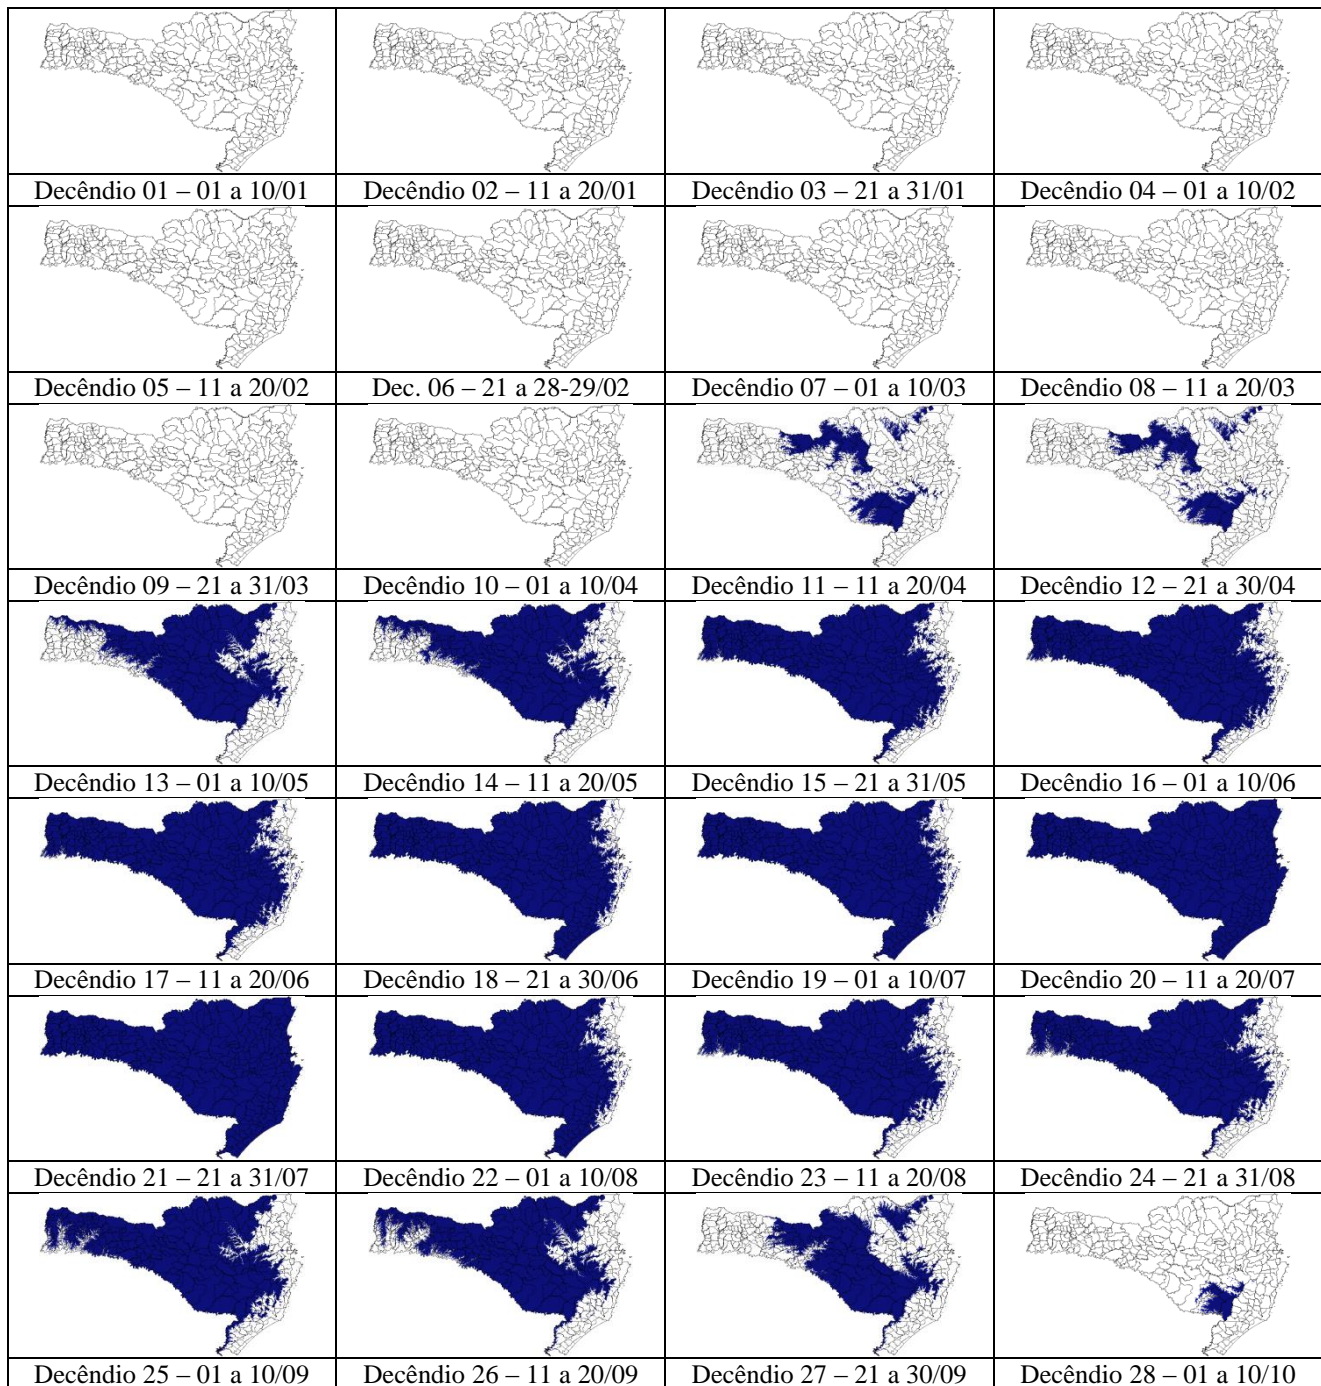 Decêndio 01 – 01 a 10/01
Decêndio 02 – 11 a 20/01
Decêndio 03 – 21 a 31/01
Decêndio 04 – 01 a 10/02
Decêndio 05 – 11 a 20/02
Dec. 06 – 21 a 28-29/02
Decêndio 07 – 01 a 10/03
Decêndio 08 – 11 a 20/03
Decêndio 09 – 21 a 31/03
Decêndio 10 – 01 a 10/04
Decêndio 11 – 11 a 20/04
Decêndio 12 – 21 a 30/04
Decêndio 13 – 01 a 10/05
Decêndio 14 – 11 a 20/05
Decêndio 15 – 21 a 31/05
Decêndio 16 – 01 a 10/06
Decêndio 17 – 11 a 20/06
Decêndio 18 – 21 a 30/06
Decêndio 19 – 01 a 10/07
Decêndio 20 – 11 a 20/07
Decêndio 21 – 21 a 31/07
Decêndio 22 – 01 a 10/08
Decêndio 23 – 11 a 20/08
Decêndio 24 – 21 a 31/08
Decêndio 25 – 01 a 10/09
Decêndio 26 – 11 a 20/09
Decêndio 27 – 21 a 30/09
Decêndio 28 – 01 a 10/10